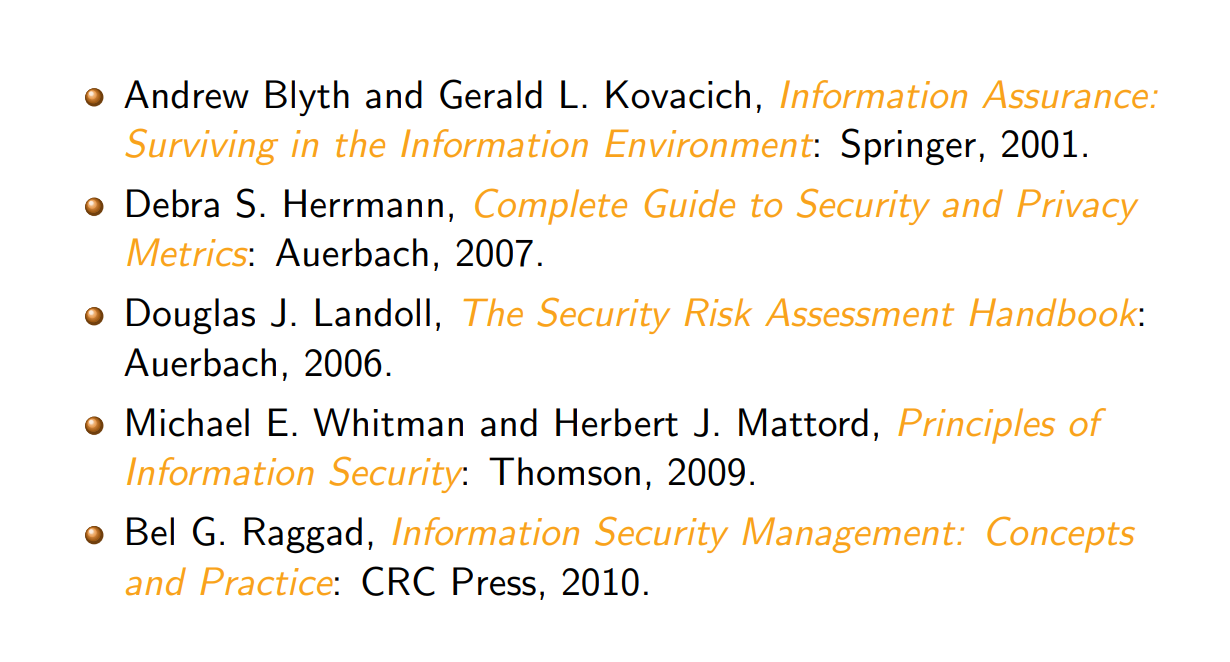 Andrew Blyth and Gerald L. Kovacich, Information Assurance:
Surviving in the Information Environment: Springer, 2001.
Debra S. Herrmann, Complete Guide to Security and Privacy
Metrics: Auerbach, 2007.
Douglas J. Landoll, The Security Risk Assessment Handbook:
Auerbach, 2006.
Michael E. Whitman and Herbert J. Mattord, Principles of
Information Security: Thomson, 2009.
Bel G. Raggad, Information Security Management: Concepts
and Practice: CRC Press, 2010.